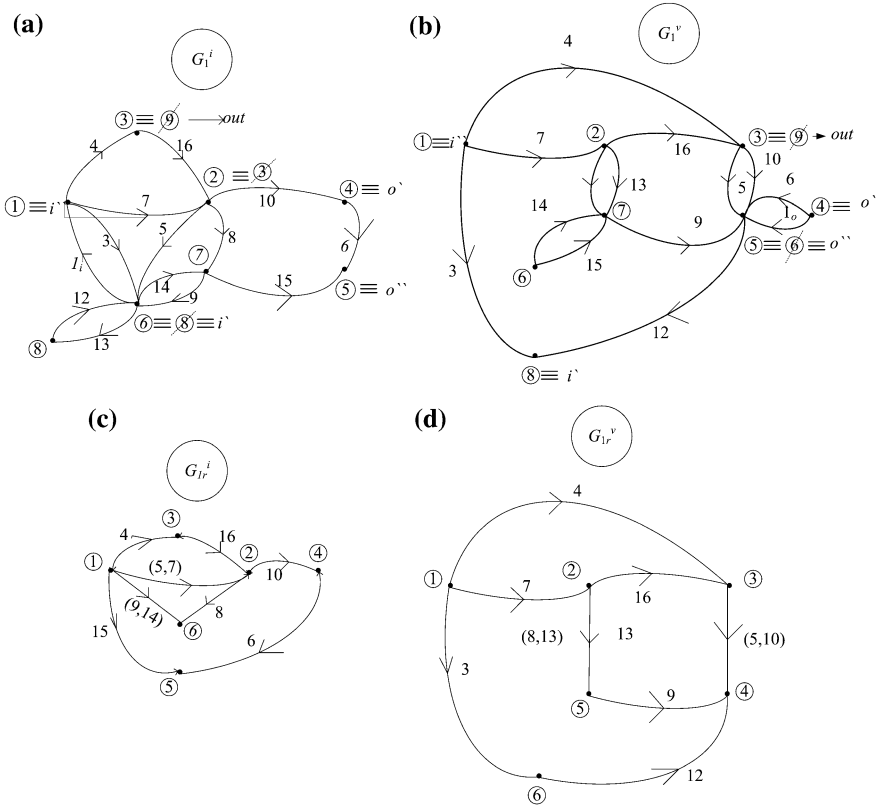 (a)
G₁ⁱ
③ ≡ ⑨ → out
4
16
② ≡ ③
④ ≡ o`
① ≡ i`
7
10
3
5
8
6
1ᵢ
⑦
14
15
⑤ ≡ o``
12
9
⑥ ≡ ⑧ ≡ i`
⑧
13
(b)
G₁ᵛ
4
① ≡ i``
7
②
16
③ ≡ ⑨ → out
10
13
5
6
④ ≡ o`
1ₒ
14
⑦
9
⑤ ≡ ⑥ ≡ o``
⑥
15
3
12
⑧ ≡ i`
(c)
G₁ᵣⁱ
③
4
16
①
(5,7)
②
④
10
(9,14)
8
⑥
15
6
⑤
(d)
G₁ᵣᵛ
4
①
②
③
7
16
(8,13)
13
(5,10)
3
⑤
9
④
12
⑥